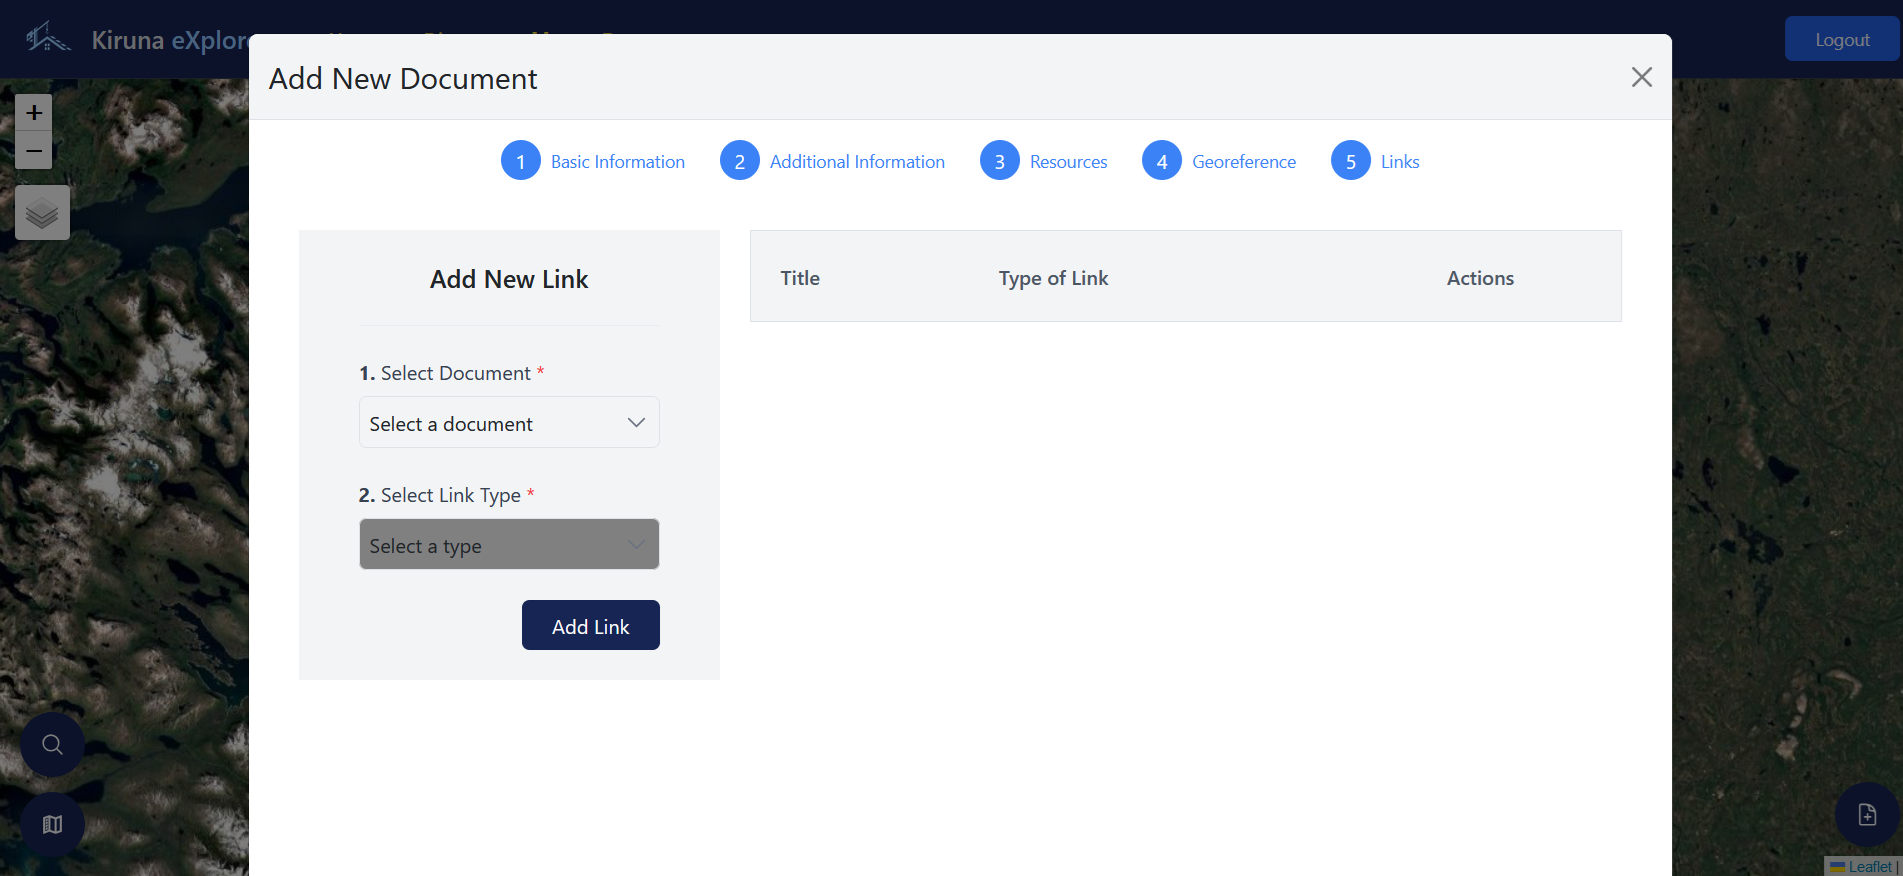 Kiruna eXplor
Logout
Add New Document
+
−
1 Basic Information 2 Additional Information 3 Resources 4 Georeference 5 Links
Add New Link
Title Type of Link Actions
1. Select Document *
Select a document
2. Select Link Type *
Select a type
Add Link
Leaflet |